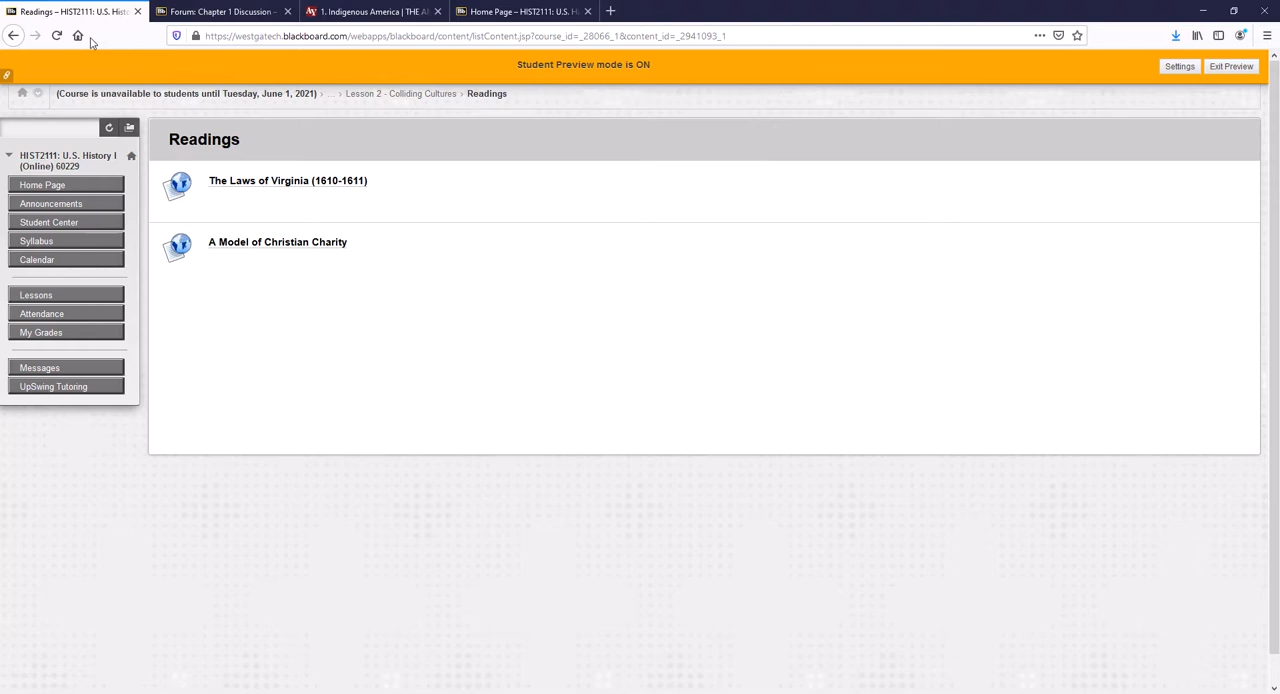 Readings – HIST2111: U.S. Hist
Forum: Chapter 1 Discussion –
1. Indigenous America | THE AM
Home Page – HIST2111: U.S. H
https://westgatech.blackboard.com/webapps/blackboard/content/listContent.jsp?course_id=_28066_1&content_id=_2941093_1
Student Preview mode is ON
Settings
Exit Preview
(Course is unavailable to students until Tuesday, June 1, 2021) › ... › Lesson 2 - Colliding Cultures › Readings
HIST2111: U.S. History I
(Online) 60229
Home Page
Announcements
Student Center
Syllabus
Calendar
Lessons
Attendance
My Grades
Messages
UpSwing Tutoring
Readings
The Laws of Virginia (1610-1611)
A Model of Christian Charity